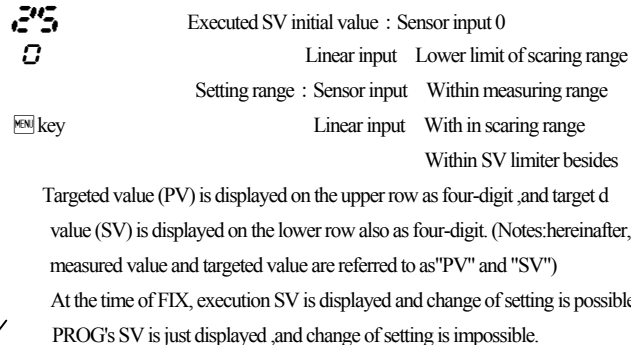 25 Executed SV initial value : Sensor input 0
0 Linear input Lower limit of scaring range
Setting range : Sensor input Within measuring range
MENU key Linear input With in scaring range
Within SV limiter besides
Targeted value (PV) is displayed on the upper row as four-digit ,and target d
value (SV) is displayed on the lower row also as four-digit. (Notes:hereinafter,
measured value and targeted value are referred to as"PV" and "SV")
At the time of FIX, execution SV is displayed and change of setting is possible
PROG's SV is just displayed ,and change of setting is impossible.